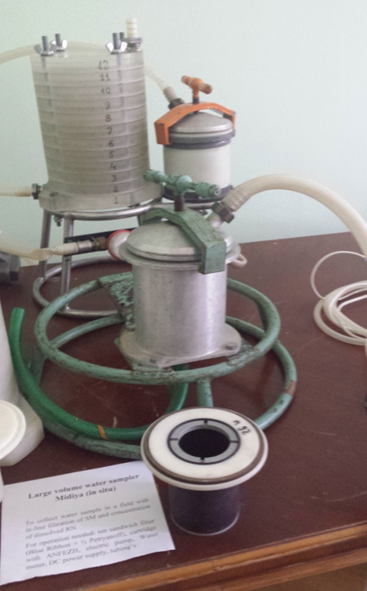 12
11
10
9
8
7
6
5
4
3
2
1
Large volume water sampler
Midiya (in situ)
To collect water sample in a field with
in-line filtration of SM and concentration
of dissolved RN
For operation needed: ten sandwich filter
(Blue Ribbon + ½ Petryanoff), cartridge
with ANFEZH, electric pump, Water
meter, DC power supply, tubing's